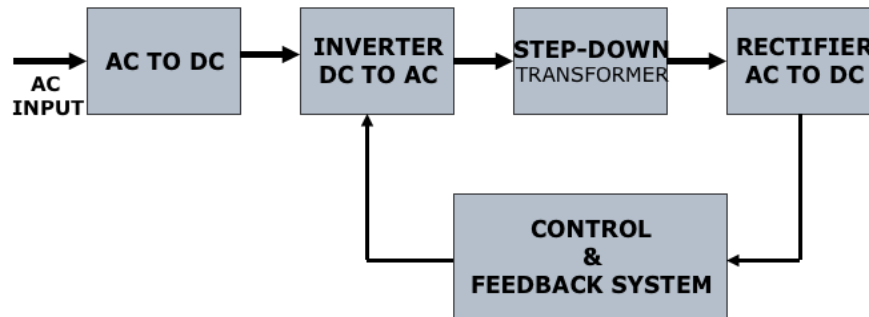 AC
INPUT
AC TO DC
INVERTER
DC TO AC
STEP-DOWN
TRANSFORMER
RECTIFIER
AC TO DC
CONTROL
&
FEEDBACK SYSTEM